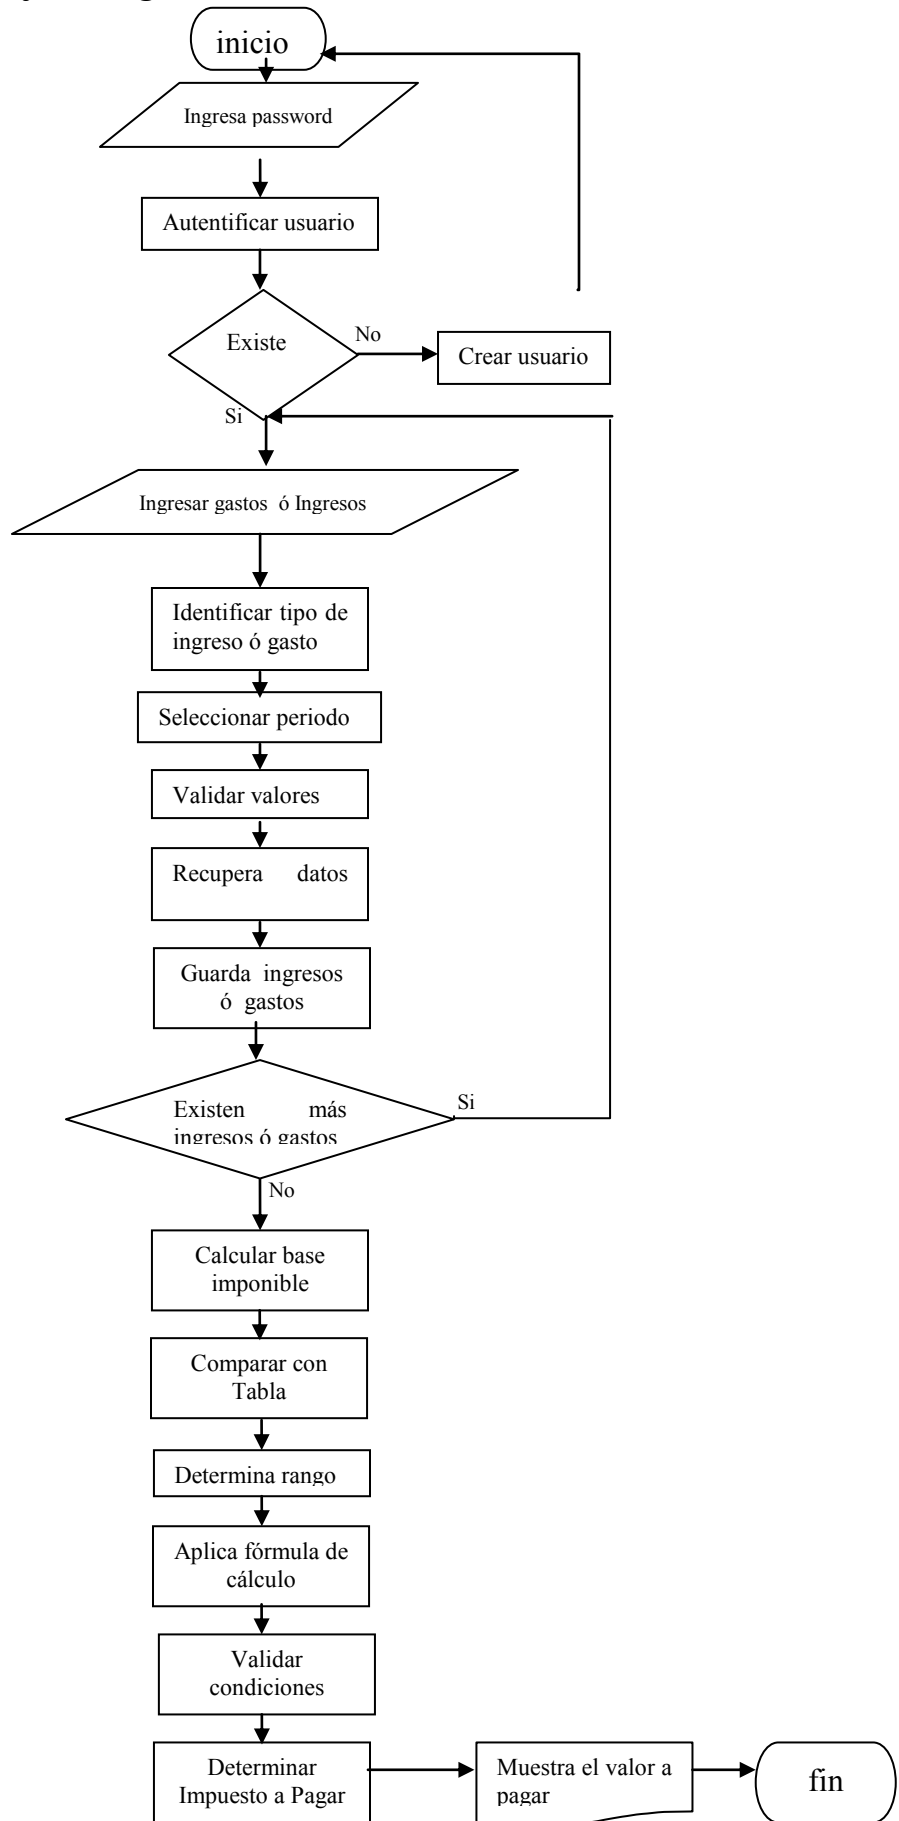 inicio
Ingresa password
Autentificar usuario
Existe
No
Crear usuario
Si
Ingresar gastos ó Ingresos
Identificar tipo de
ingreso ó gasto
Seleccionar periodo
Validar valores
Recupera datos
Guarda ingresos
ó gastos
Existen más
ingresos ó gastos
Si
No
Calcular base
imponible
Comparar con
Tabla
Determina rango
Aplica fórmula de
cálculo
Validar
condiciones
Determinar
Impuesto a Pagar
Muestra el valor a
pagar
fin